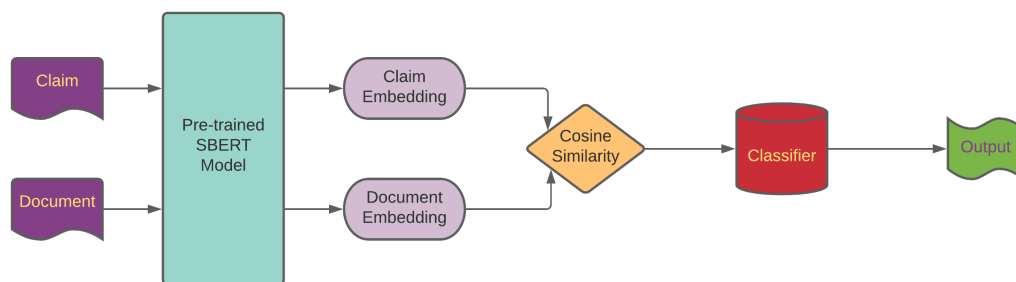 Claim
Document
Pre-trained
SBERT
Model
Claim
Embedding
Document
Embedding
Cosine
Similarity
Classifier
Output